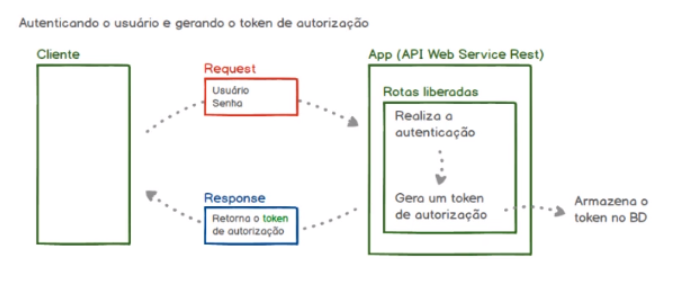 Autenticando o usuário e gerando o token de autorização
Cliente
App (API Web Service Rest)
Request
Usuário
Senha
Rotas liberadas
Realiza a
autenticação
Response
Retorna o token
de autorização
Gera um token
de autorização
Armazena o
token no BD